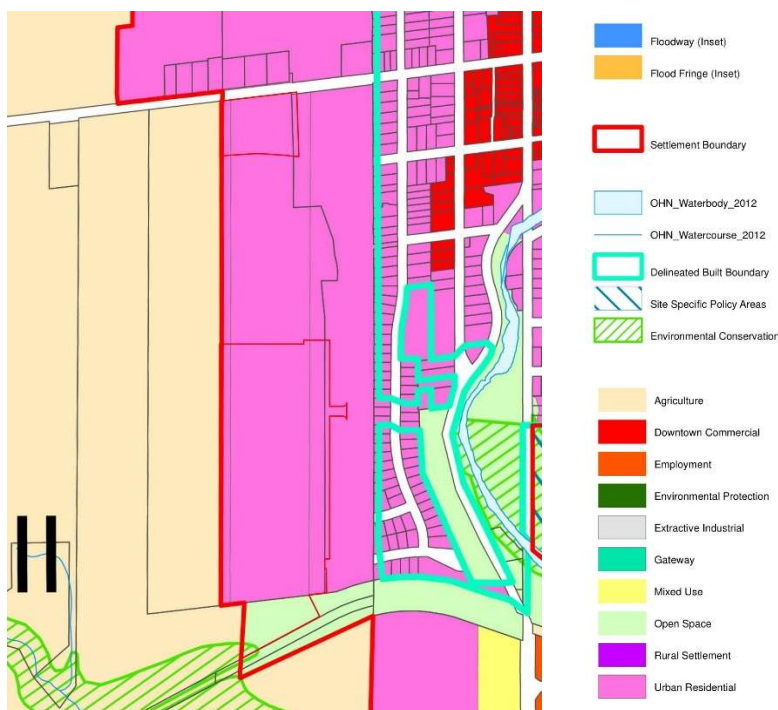 Floodway (Inset)
Flood Fringe (Inset)
Settlement Boundary
OHN_Waterbody_2012
OHN_Watercourse_2012
Delineated Built Boundary
Site Specific Policy Areas
Environmental Conservation
Agriculture
Downtown Commercial
Employment
Environmental Protection
Extractive Industrial
Gateway
Mixed Use
Open Space
Rural Settlement
Urban Residential